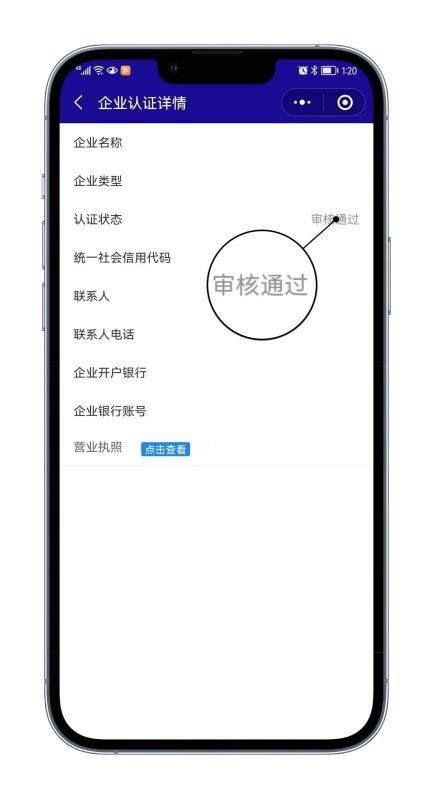 1:20
企业认证详情
企业名称
企业类型
认证状态 审核通过
审核通过
统一社会信用代码
联系人
联系人电话
企业开户银行
企业银行账号
营业执照 点击查看